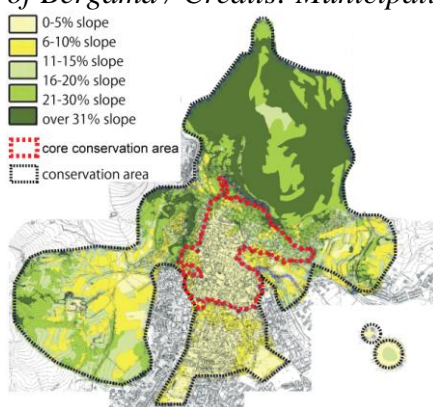 of Bergama / Credits: Municipali
0-5% slope
6-10% slope
11-15% slope
16-20% slope
21-30% slope
over 31% slope
core conservation area
conservation area